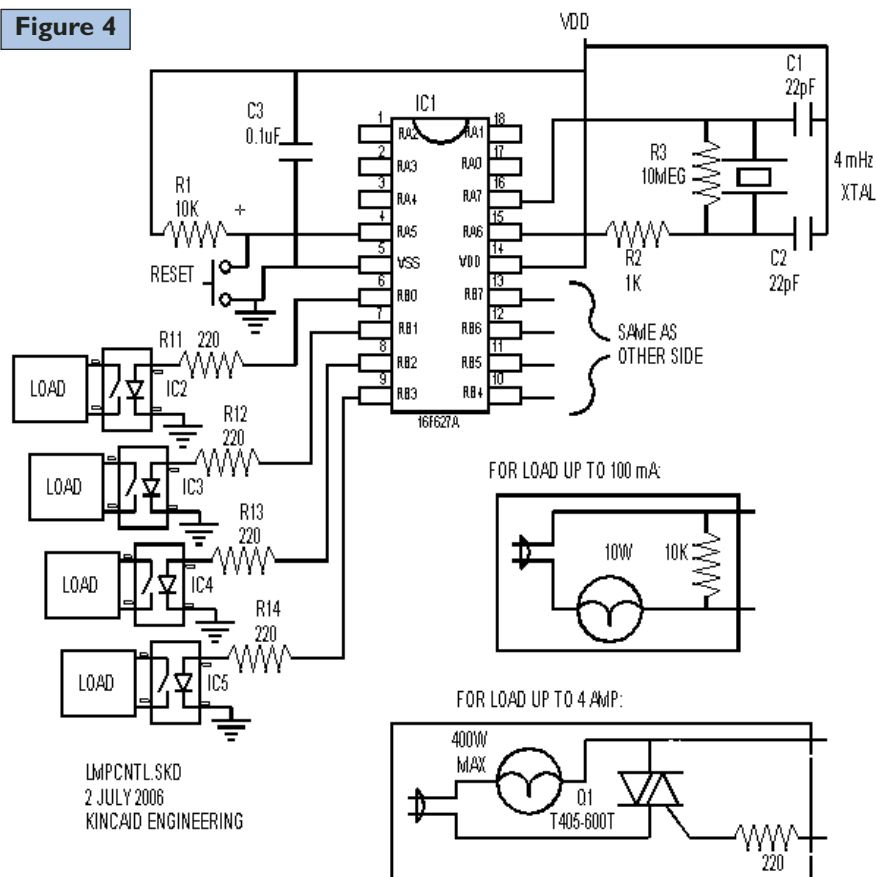 Figure 4
VDD
C1
22pF
C3
0.1uF
IC1
1
RA2
18
RA1
2
RA3
17
RA0
3
RA4
16
RA7
4
RA5
15
RA6
5
VSS
14
VDD
6
RB0
13
RB7
7
RB1
12
RB6
8
RB2
11
RB5
9
RB3
10
RB4
16F627A
R3
10MEG
4 mHz
XTAL
R1
10K
+
RESET
R2
1K
C2
22pF
SAME AS
OTHER SIDE
R11 220
LOAD
IC2
R12
220
LOAD
IC3
R13
220
LOAD
IC4
R14
220
LOAD
IC5
FOR LOAD UP TO 100 mA:
10W
10K
FOR LOAD UP TO 4 AMP:
400W
MAX
Q1
T405-600T
220
LMPCNTL.SKD
2 JULY 2006
KINCAID ENGINEERING